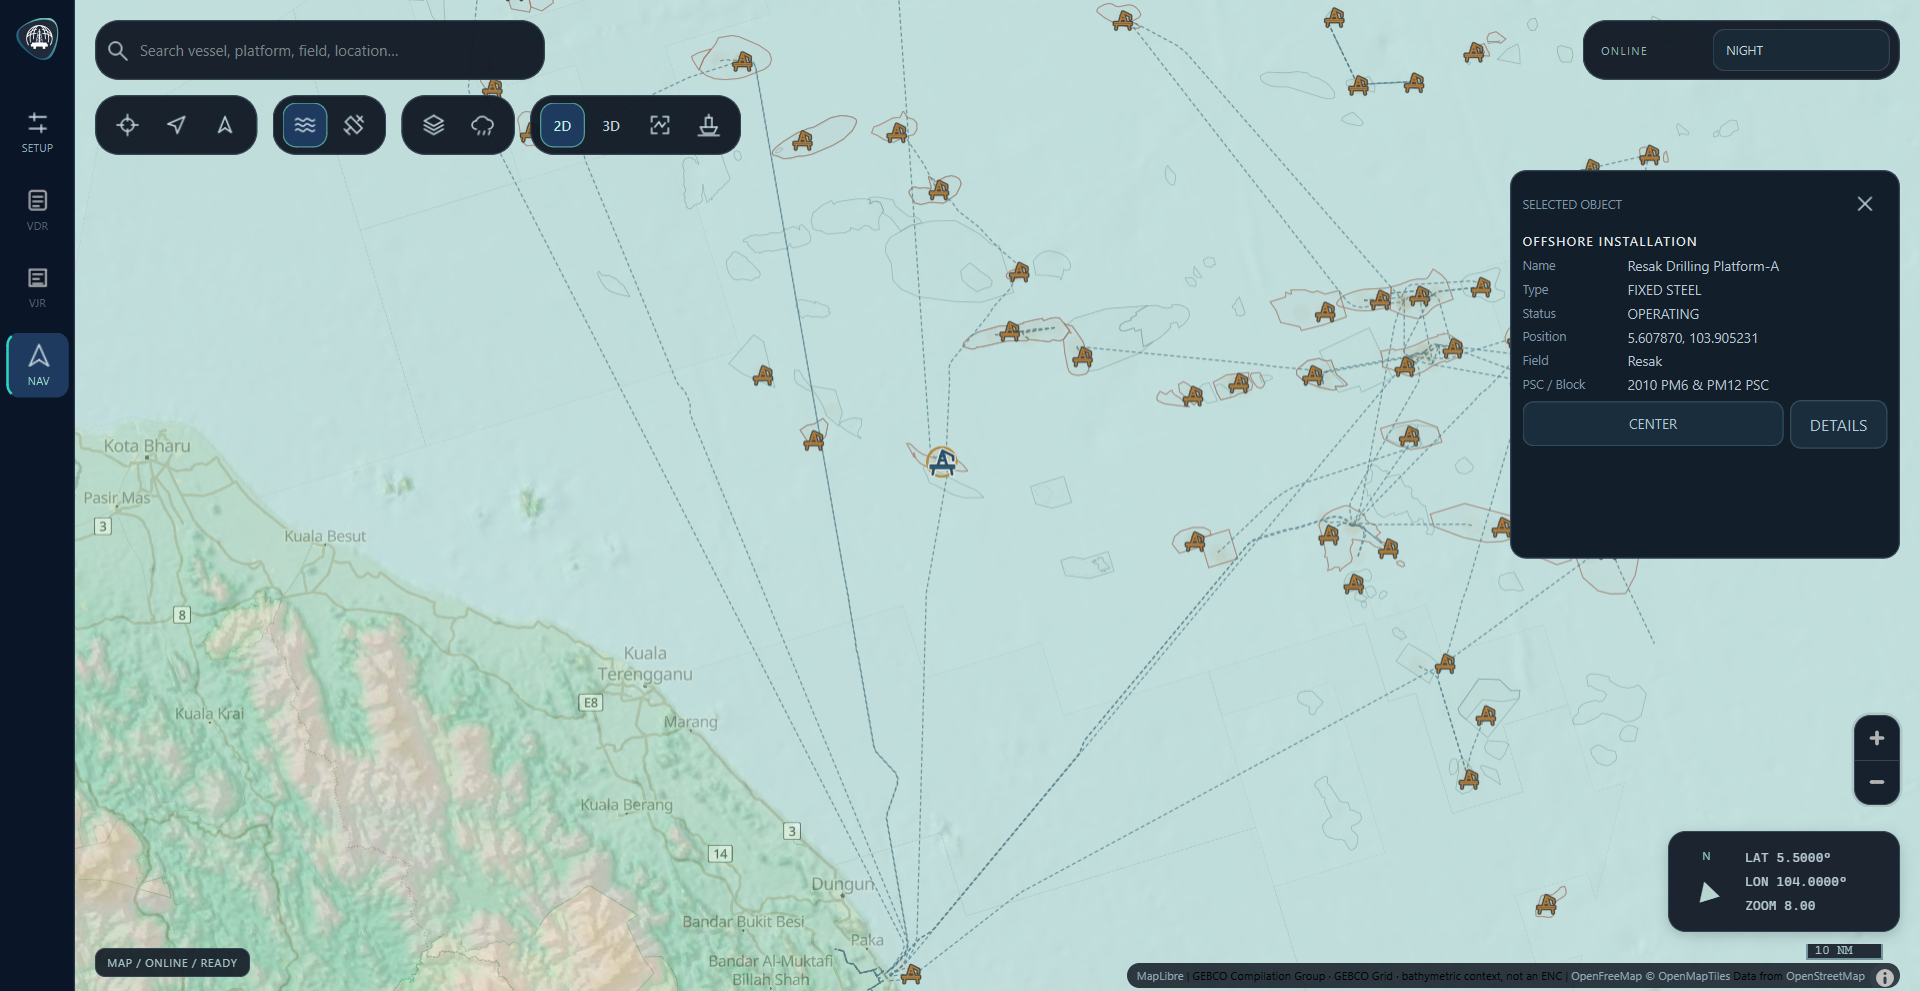 Search vessel, platform, field, location...
ONLINE
NIGHT
SETUP
VDR
VJR
NAV
2D
3D
SELECTED OBJECT
OFFSHORE INSTALLATION
Name Resak Drilling Platform-A
Type FIXED STEEL
Status OPERATING
Position 5.607870, 103.905231
Field Resak
PSC / Block 2010 PM6 & PM12 PSC
CENTER
DETAILS
Kota Bharu
Pasir Mas
3
Kuala Besut
8
Kuala
Terengganu
E8
Marang
Kuala Krai
Kuala Berang
3
14
Dungun
Bandar Bukit Besi
Paka
Bandar Al-Muktafi
Billah Shah
+
−
N
LAT 5.5000°
LON 104.0000°
ZOOM 8.00
10 NM
MAP / ONLINE / READY
MapLibre | GEBCO Compilation Group - GEBCO Grid - bathymetric context, not an ENC | OpenFreeMap © OpenMapTiles Data from OpenStreetMap